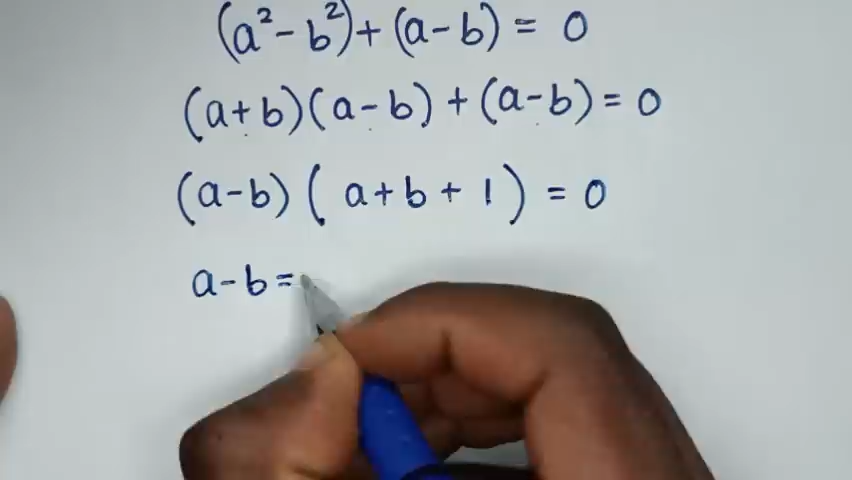 (a² - b²) + (a - b) = 0
(a + b)(a - b) + (a - b) = 0
(a - b)(a + b + 1) = 0
a - b =